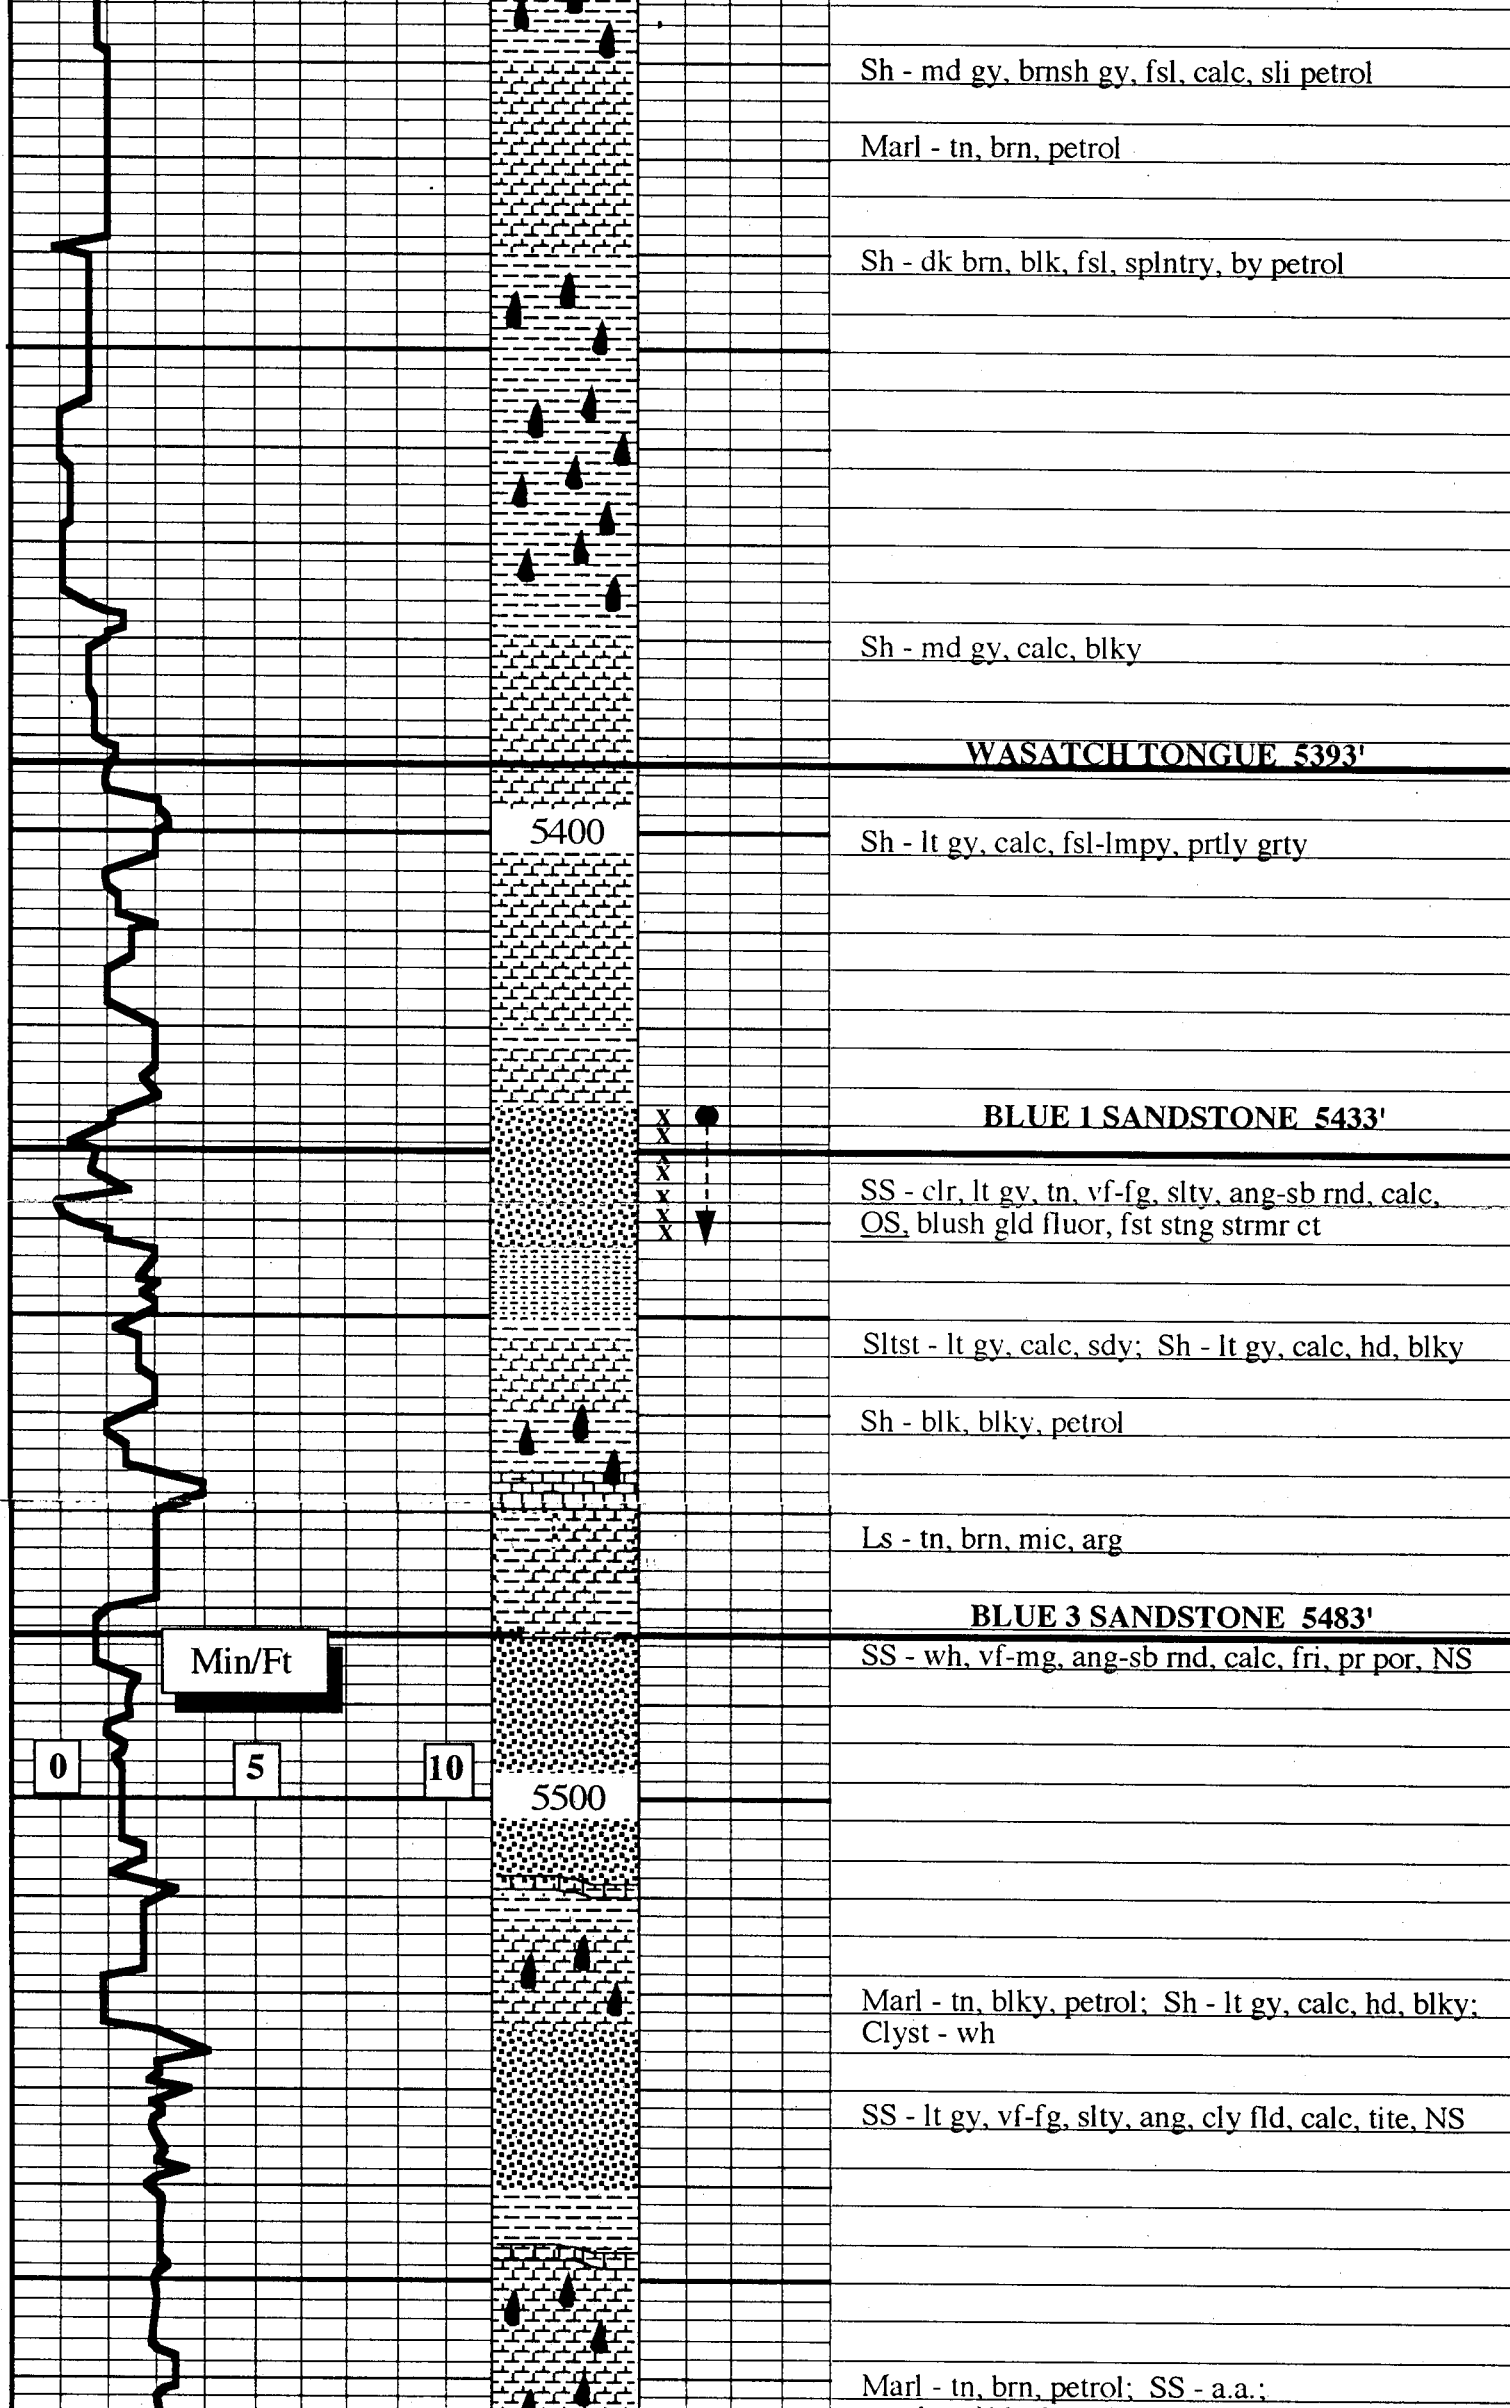 Sh - md gy, brnsh gy, fsl, calc, sli petrol
Marl - tn, brn, petrol
Sh - dk brn, blk, fsl, splntry, by petrol
Sh - md gy, calc, blky
WASATCH TONGUE 5393'
5400
Sh - lt gy, calc, fsl-lmpy, prtly grty
X
X
BLUE 1 SANDSTONE 5433'
X
X
X
X
X
SS - clr, lt gy, tn, vf-fg, slty, ang-sb rnd, calc,
OS, blush gld fluor, fst stng strmr ct
Sltst - lt gy, calc, sdy; Sh - lt gy, calc, hd, blky
Sh - blk, blky, petrol
Ls - tn, brn, mic, arg
BLUE 3 SANDSTONE 5483'
Min/Ft
SS - wh, vf-mg, ang-sb rnd, calc, fri, pr por, NS
0 5 10
5500
Marl - tn, blky, petrol; Sh - lt gy, calc, hd, blky;
Clyst - wh
SS - lt gy, vf-fg, slty, ang, cly fld, calc, tite, NS
Marl - tn, brn, petrol; SS - a.a.;